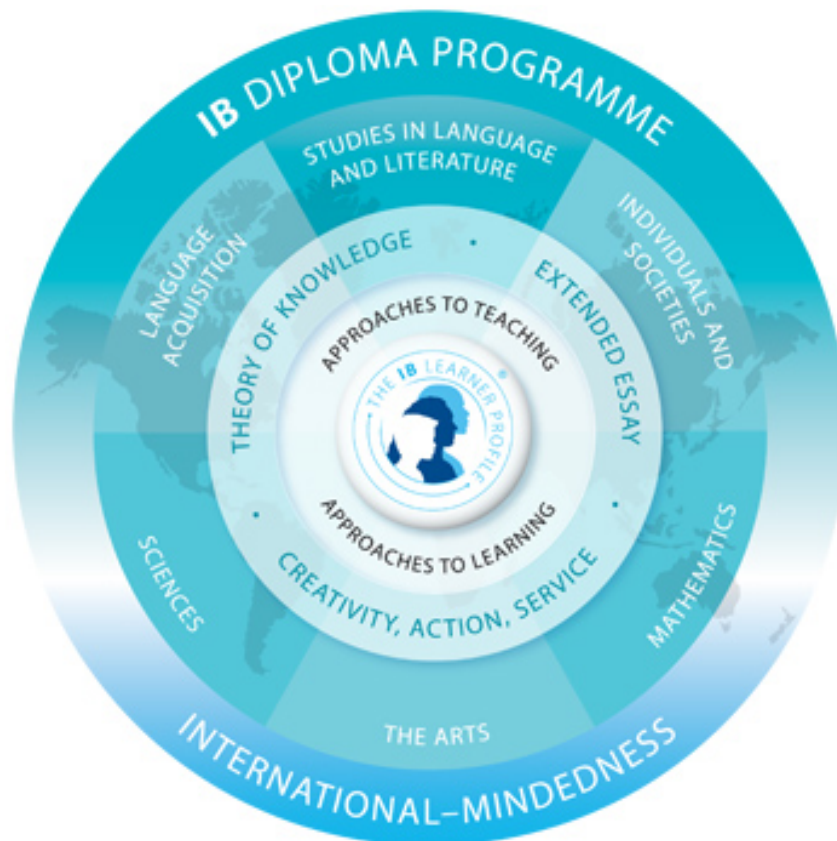 IB DIPLOMA PROGRAMME
STUDIES IN LANGUAGE
AND LITERATURE
LANGUAGE
ACQUISITION
INDIVIDUALS AND
SOCIETIES
THEORY OF KNOWLEDGE
EXTENDED ESSAY
APPROACHES TO TEACHING
THE IB LEARNER PROFILE
®
APPROACHES TO LEARNING
CREATIVITY, ACTION, SERVICE
SCIENCES
MATHEMATICS
THE ARTS
INTERNATIONAL–MINDEDNESS